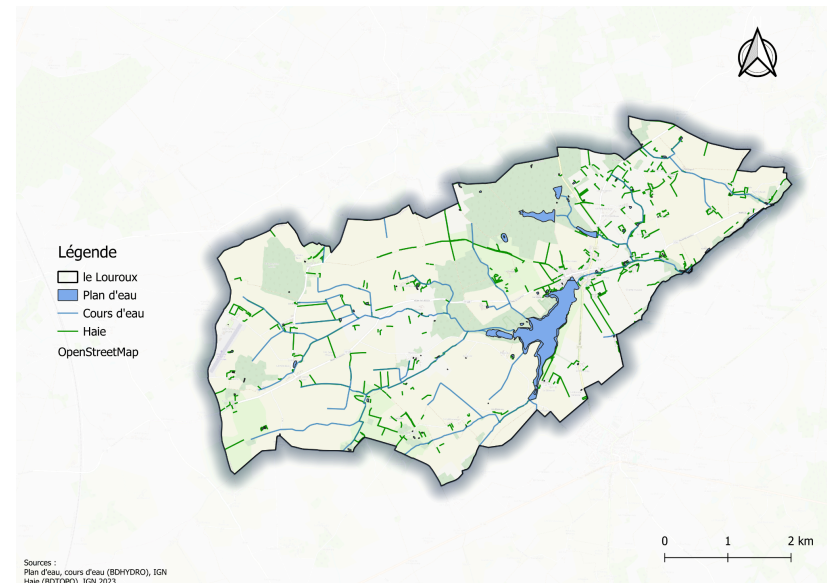 Légende
le Louroux
Plan d'eau
Cours d'eau
Haie
OpenStreetMap
0 1 2 km
Sources :
Plan d'eau, cours d'eau (BDHYDRO), IGN
Haie (BDTOPO), IGN 2023